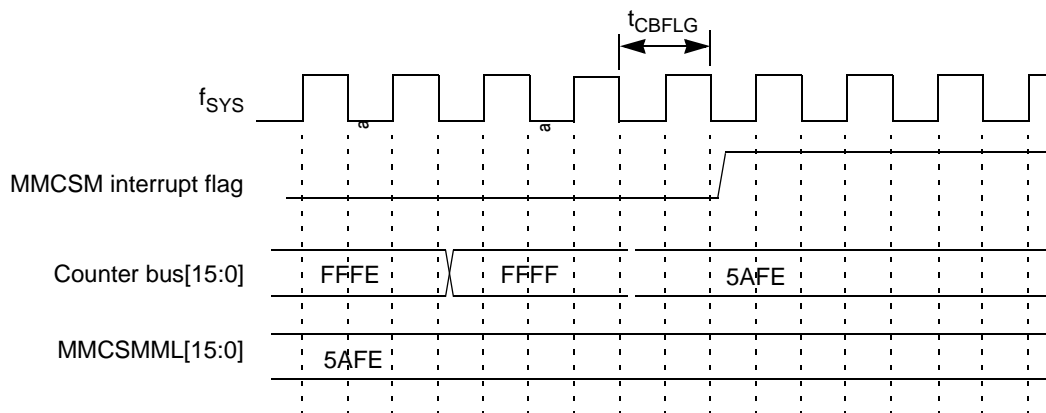 tCBFLG
fSYS
a a
MMCSM interrupt flag
Counter bus[15:0] FFFE FFFF 5AFE
MMCSMML[15:0] 5AFE